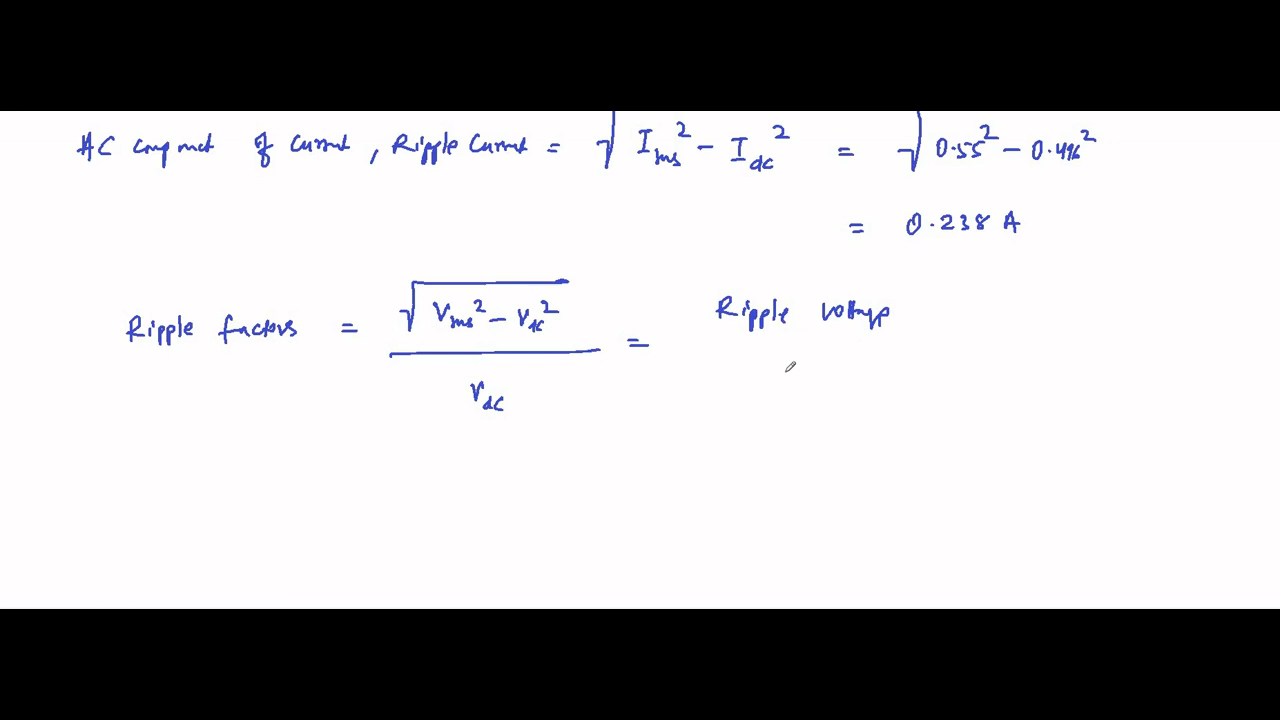 AC component of current, Ripple Current = √ I_rms² − I_dc² = √ 0.55² − 0.496²
= 0.238 A
Ripple factors = √ V_rms² − V_dc² / V_dc = Ripple voltage